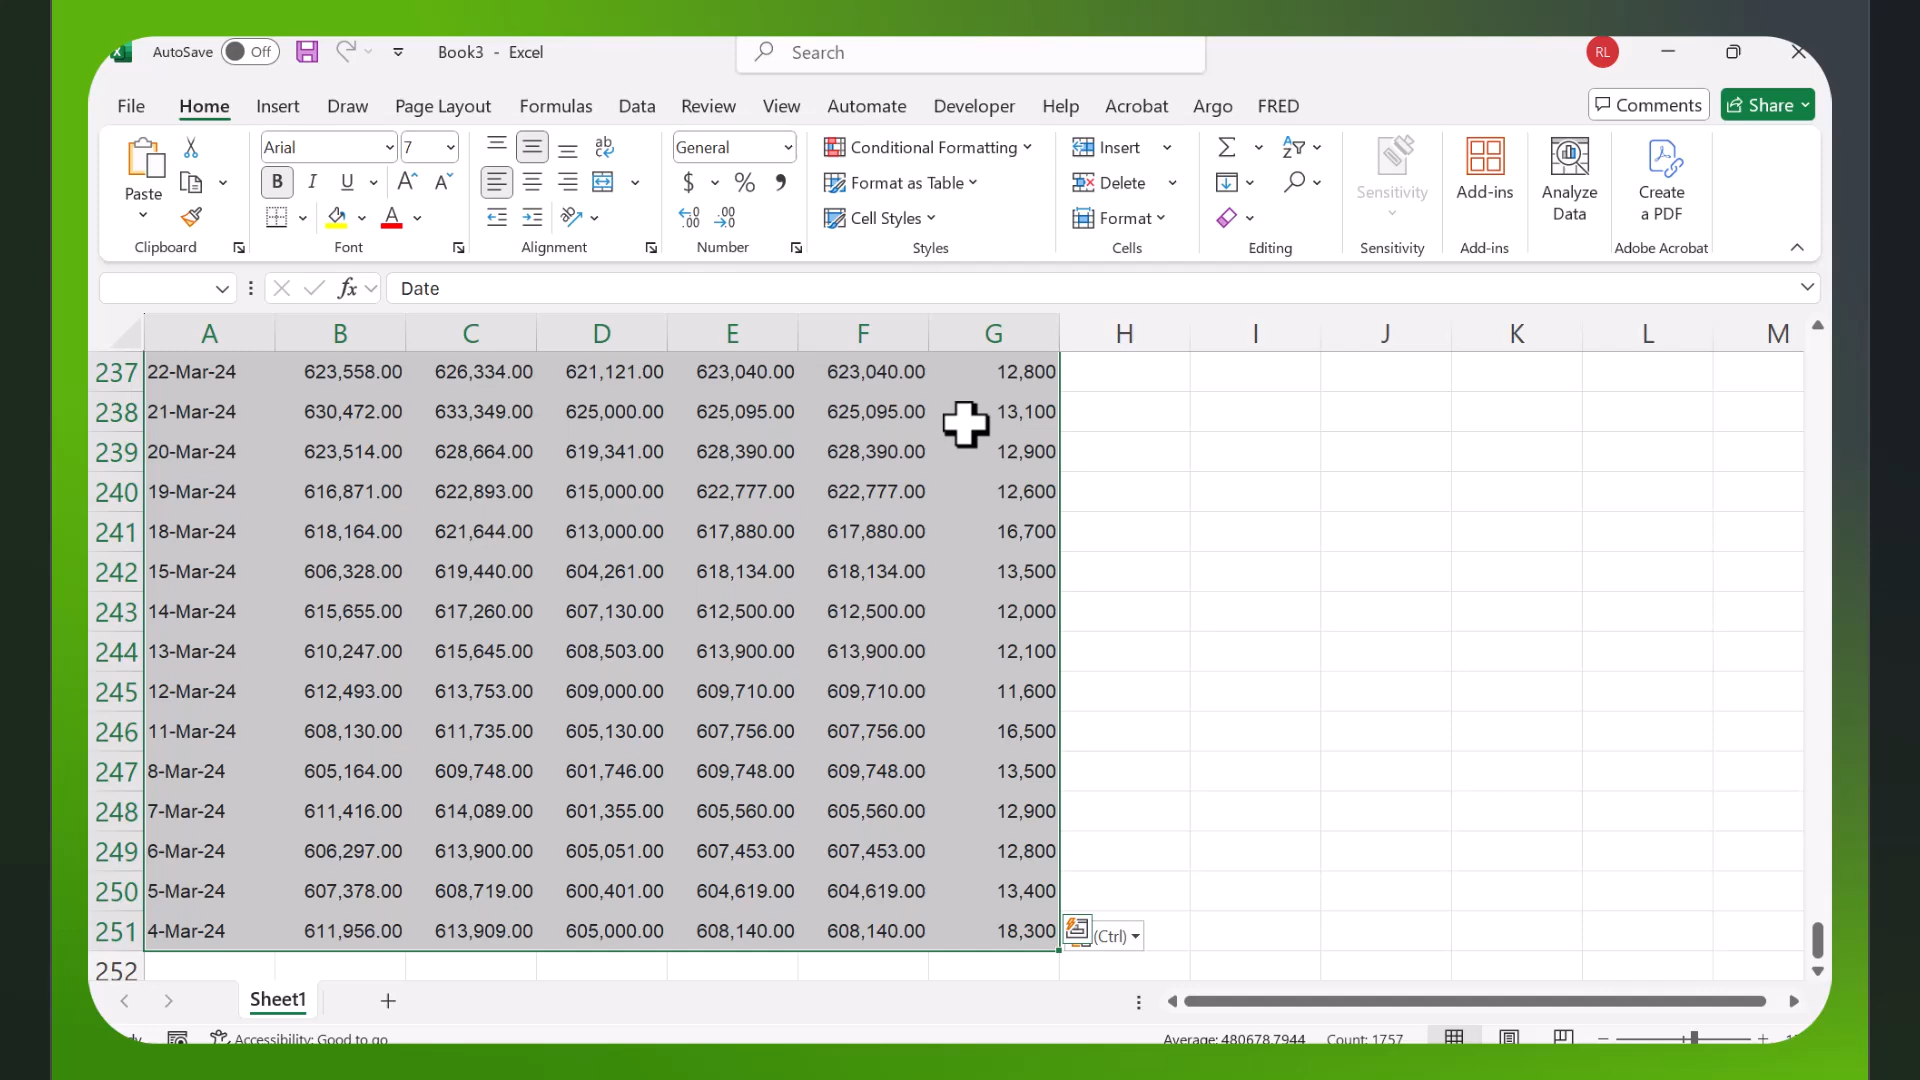 AutoSave Off Book3 - Excel Search RL
File Home Insert Draw Page Layout Formulas Data Review View Automate Developer Help Acrobat Argo FRED Comments Share
Paste Arial 7 General Conditional Formatting Insert Sensitivity Add-ins Analyze Data Create a PDF
B I U $ % Format as Table Delete
A Cell Styles Format
Clipboard Font Alignment Number Styles Cells Editing Sensitivity Add-ins Adobe Acrobat
fx Date
A B C D E F G H I J K L M
237 22-Mar-24 623,558.00 626,334.00 621,121.00 623,040.00 623,040.00 12,800
238 21-Mar-24 630,472.00 633,349.00 625,000.00 625,095.00 625,095.00 13,100
239 20-Mar-24 623,514.00 628,664.00 619,341.00 628,390.00 628,390.00 12,900
240 19-Mar-24 616,871.00 622,893.00 615,000.00 622,777.00 622,777.00 12,600
241 18-Mar-24 618,164.00 621,644.00 613,000.00 617,880.00 617,880.00 16,700
242 15-Mar-24 606,328.00 619,440.00 604,261.00 618,134.00 618,134.00 13,500
243 14-Mar-24 615,655.00 617,260.00 607,130.00 612,500.00 612,500.00 12,000
244 13-Mar-24 610,247.00 615,645.00 608,503.00 613,900.00 613,900.00 12,100
245 12-Mar-24 612,493.00 613,753.00 609,000.00 609,710.00 609,710.00 11,600
246 11-Mar-24 608,130.00 611,735.00 605,130.00 607,756.00 607,756.00 16,500
247 8-Mar-24 605,164.00 609,748.00 601,746.00 609,748.00 609,748.00 13,500
248 7-Mar-24 611,416.00 614,089.00 601,355.00 605,560.00 605,560.00 12,900
249 6-Mar-24 606,297.00 613,900.00 605,051.00 607,453.00 607,453.00 12,800
250 5-Mar-24 607,378.00 608,719.00 600,401.00 604,619.00 604,619.00 13,400
251 4-Mar-24 611,956.00 613,909.00 605,000.00 608,140.00 608,140.00 18,300 (Ctrl)
252
Sheet1
Accessibility: Good to go Average: 480678.7944 Count: 1757